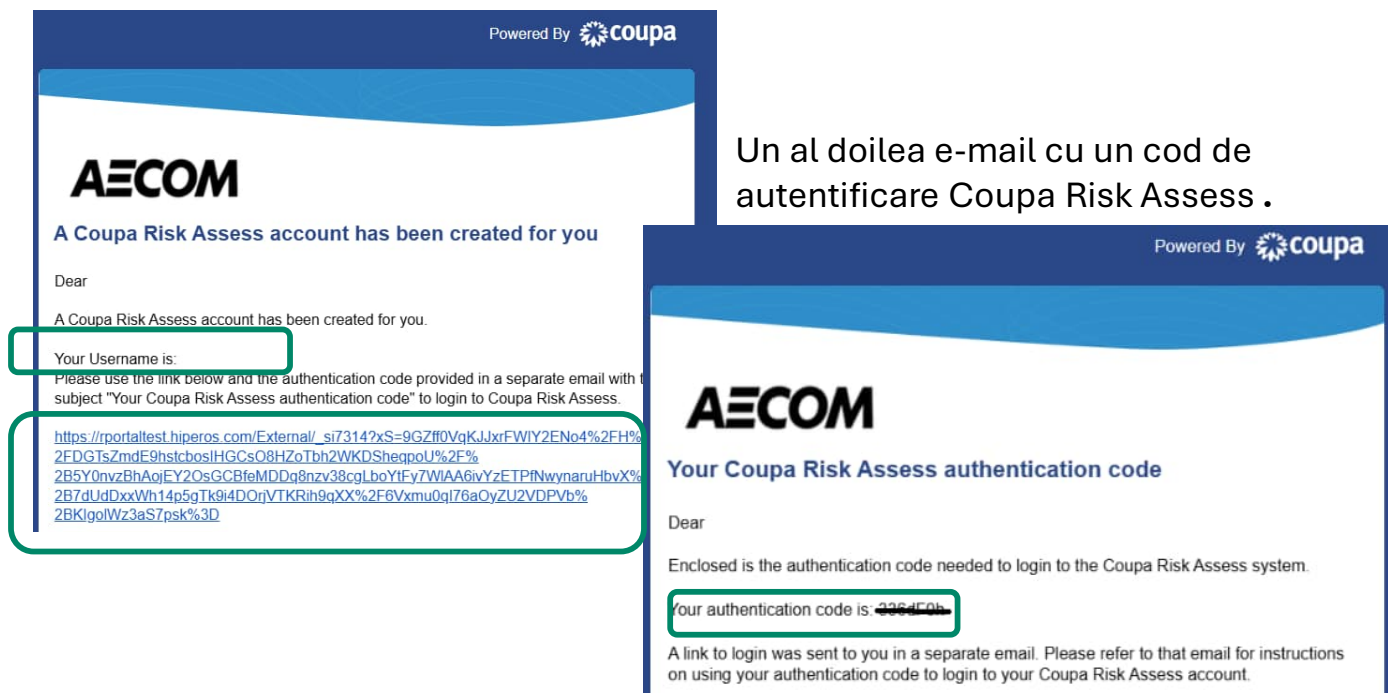 Powered By coupa
AECOM
A Coupa Risk Assess account has been created for you
Dear
A Coupa Risk Assess account has been created for you.
Your Username is:
Please use the link below and the authentication code provided in a separate email with
subject "Your Coupa Risk Assess authentication code" to login to Coupa Risk Assess.
https://rportaltest.hiperos.com/External/_si7314?xS=9GZff0VqKJJxrFWlY2ENo4%2FH%
2FDGTsZmdE9hstcbosIHGCsO8HZoTbh2WKDSheqpoU%2F%
2B5Y0nvzBhAojEY2OsGCBfeMDDq8nzv38cgLboYtFy7WlAA6ivYzETPfNwynaruHbvX%
2B7dUdDxxWh14p5gTk9i4DOrjVTKRih9qXX%2F6Vxmu0qI76aOyZU2VDPVb%
2BKIgolWz3aS7psk%3D
Un al doilea e-mail cu un cod de
autentificare Coupa Risk Assess .
Powered By coupa
AECOM
Your Coupa Risk Assess authentication code
Dear
Enclosed is the authentication code needed to login to the Coupa Risk Assess system.
Your authentication code is:
A link to login was sent to you in a separate email. Please refer to that email for instructions
on using your authentication code to login to your Coupa Risk Assess account.